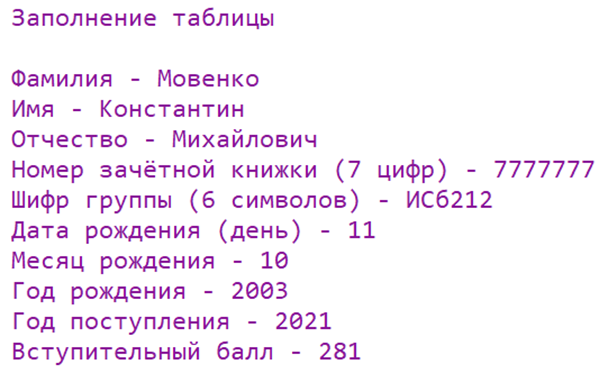 Заполнение таблицы
Фамилия - Мовенко
Имя - Константин
Отчество - Михайлович
Номер зачётной книжки (7 цифр) - 7777777
Шифр группы (6 символов) - ИС6212
Дата рождения (день) - 11
Месяц рождения - 10
Год рождения - 2003
Год поступления - 2021
Вступительный балл - 281